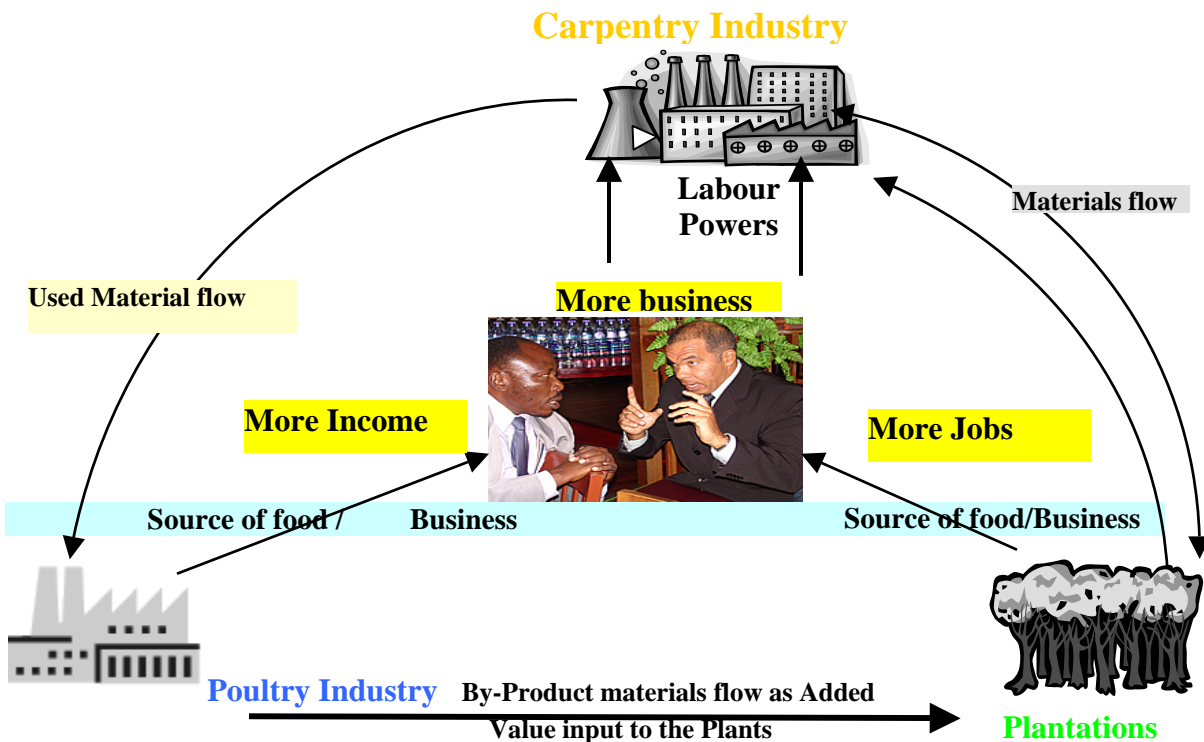 Carpentry Industry
Labour
Powers
Materials flow
Used Material flow
More business
More Income
More Jobs
Source of food / Business
Source of food/Business
Poultry Industry
By-Product materials flow as Added
Value input to the Plants
Plantations